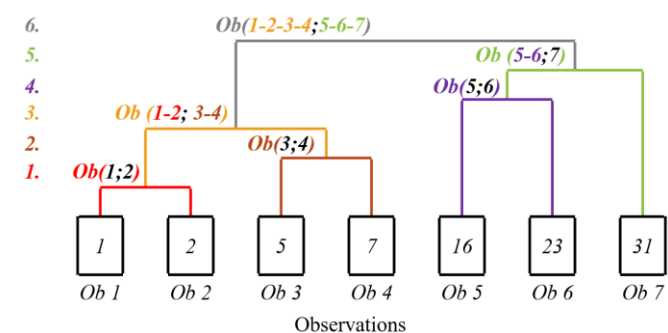 6. Ob(1-2-3-4;5-6-7)
5. Ob (5-6;7)
4. Ob(5;6)
3. Ob (1-2; 3-4)
2. Ob(3;4)
1. Ob(1;2)
1 2 5 7 16 23 31
Ob 1 Ob 2 Ob 3 Ob 4 Ob 5 Ob 6 Ob 7
Observations